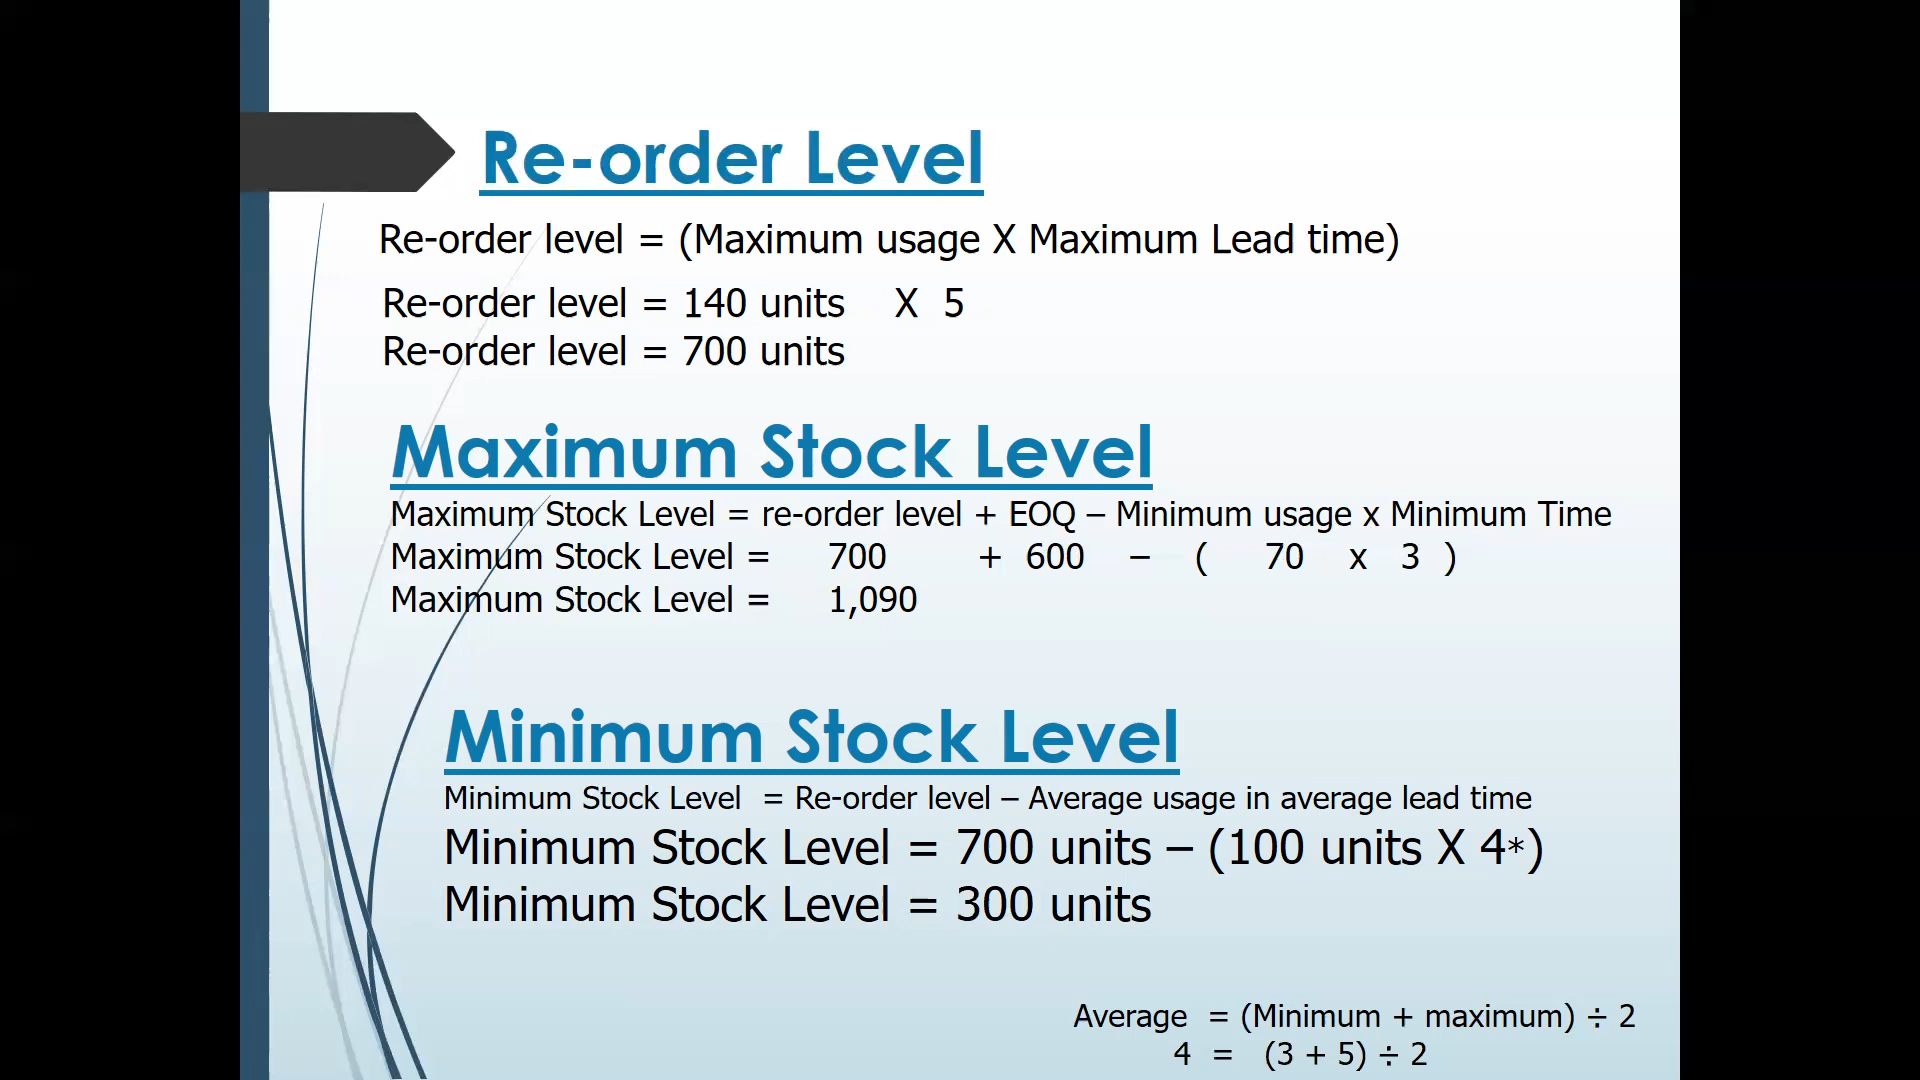 Re-order Level
Re-order level = (Maximum usage X Maximum Lead time)
Re-order level = 140 units X 5
Re-order level = 700 units
Maximum Stock Level
Maximum Stock Level = re-order level + EOQ – Minimum usage x Minimum Time
Maximum Stock Level = 700 + 600 – ( 70 x 3 )
Maximum Stock Level = 1,090
Minimum Stock Level
Minimum Stock Level = Re-order level – Average usage in average lead time
Minimum Stock Level = 700 units – (100 units X 4*)
Minimum Stock Level = 300 units
Average = (Minimum + maximum) ÷ 2
4 = (3 + 5) ÷ 2